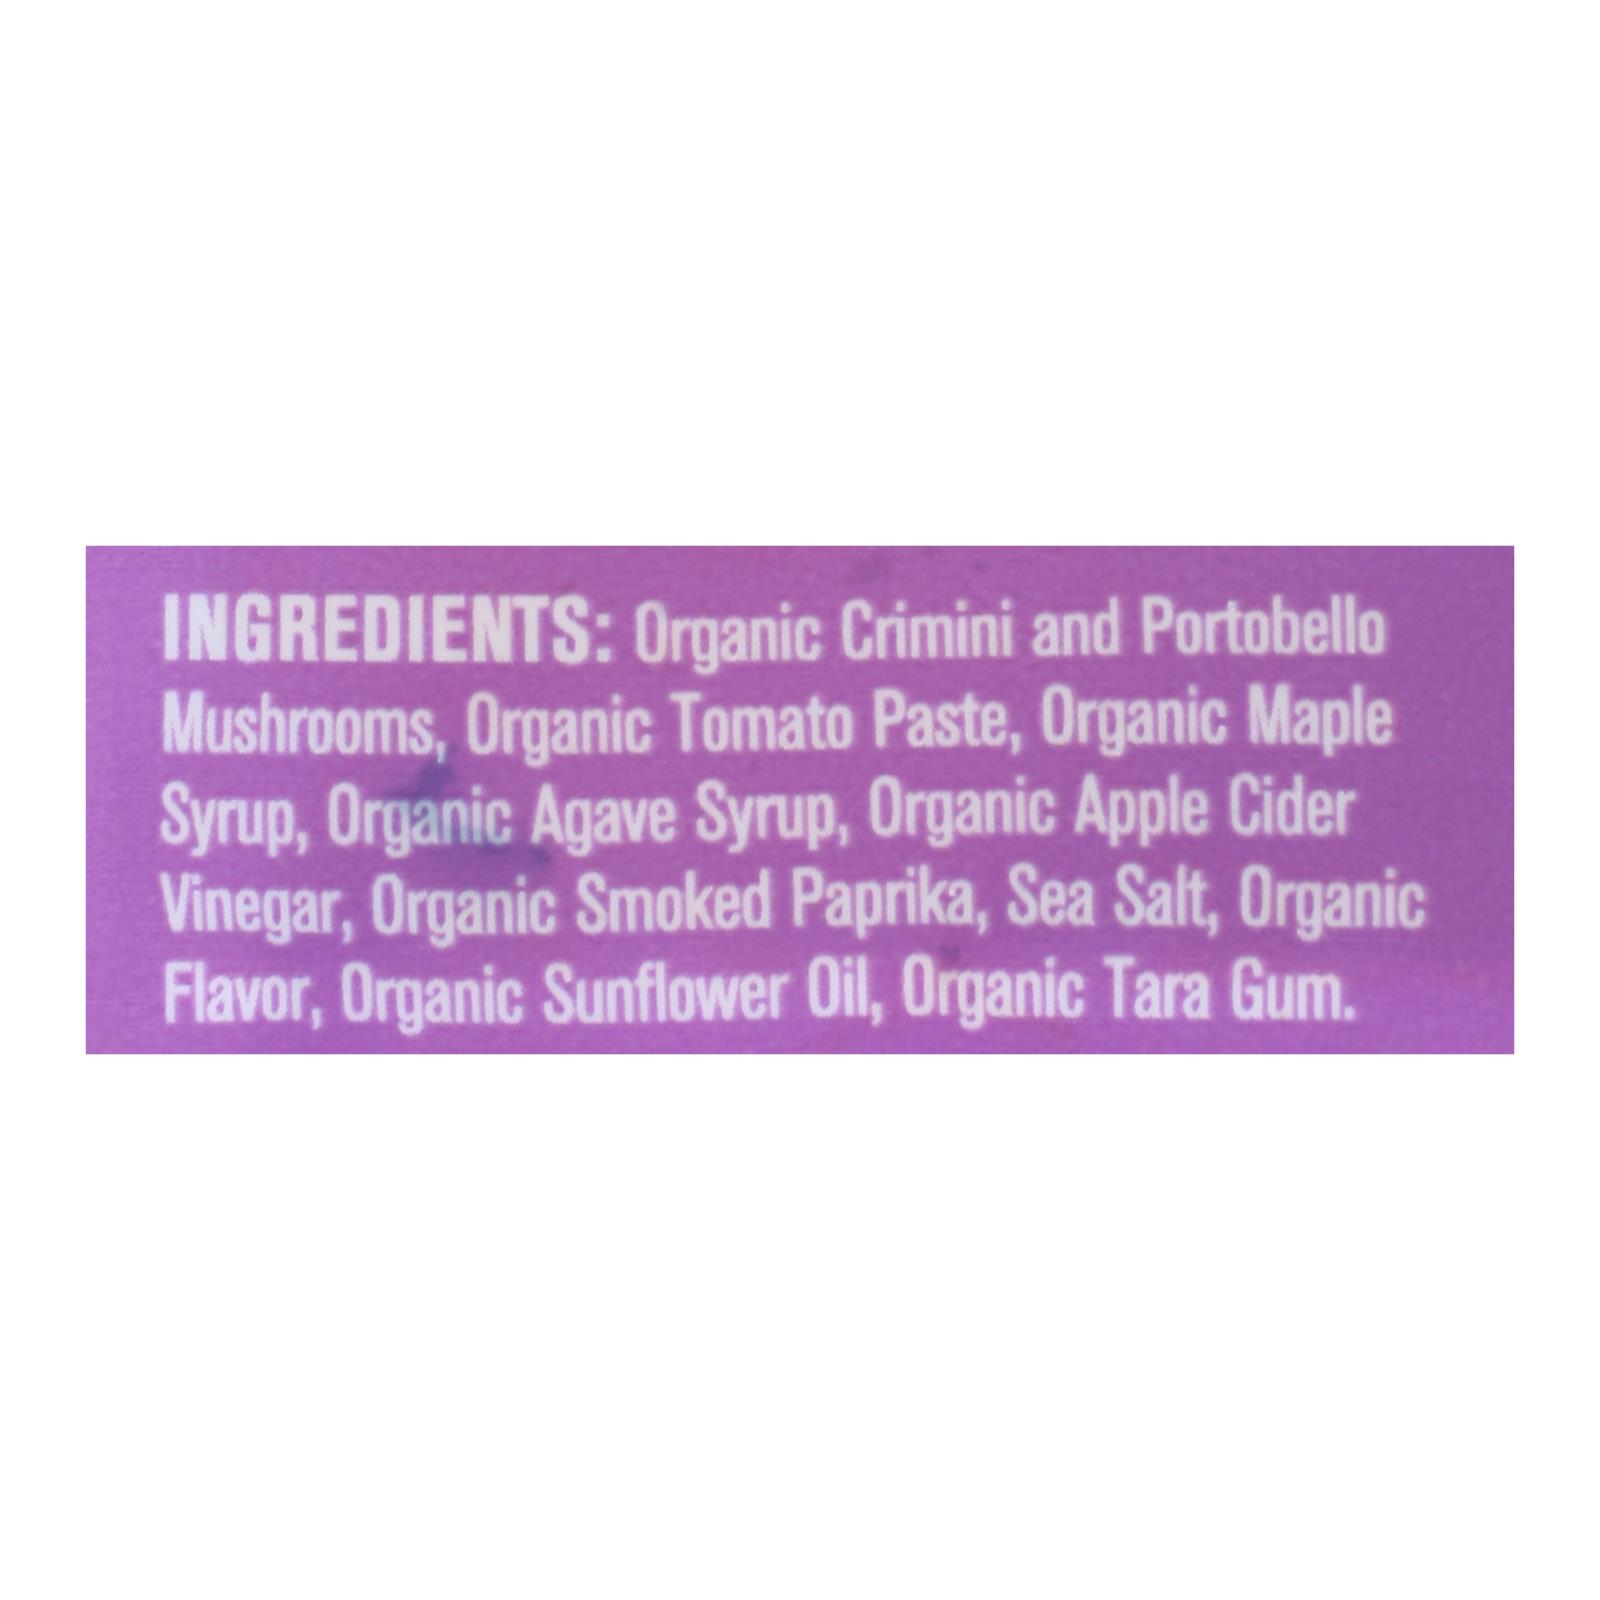 INGREDIENTS: Organic Crimini and Portobello
Mushrooms, Organic Tomato Paste, Organic Maple
Syrup, Organic Agave Syrup, Organic Apple Cider
Vinegar, Organic Smoked Paprika, Sea Salt, Organic
Flavor, Organic Sunflower Oil, Organic Tara Gum.